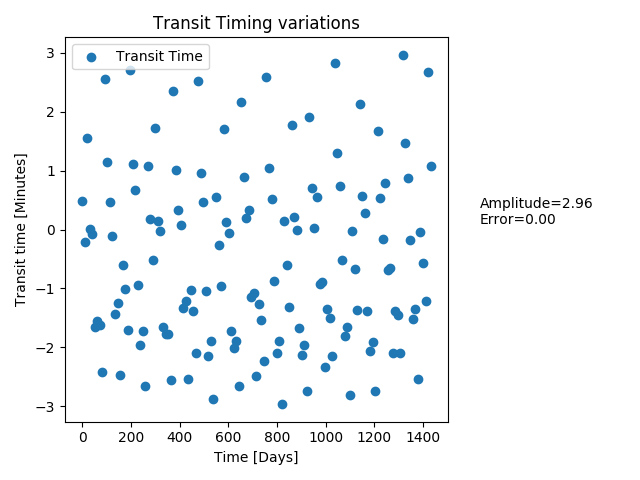 Transit Timing variations
Transit Time
Transit time [Minutes]
3
2
1
0
−1
−2
−3
0 200 400 600 800 1000 1200 1400
Time [Days]
Amplitude=2.96
Error=0.00